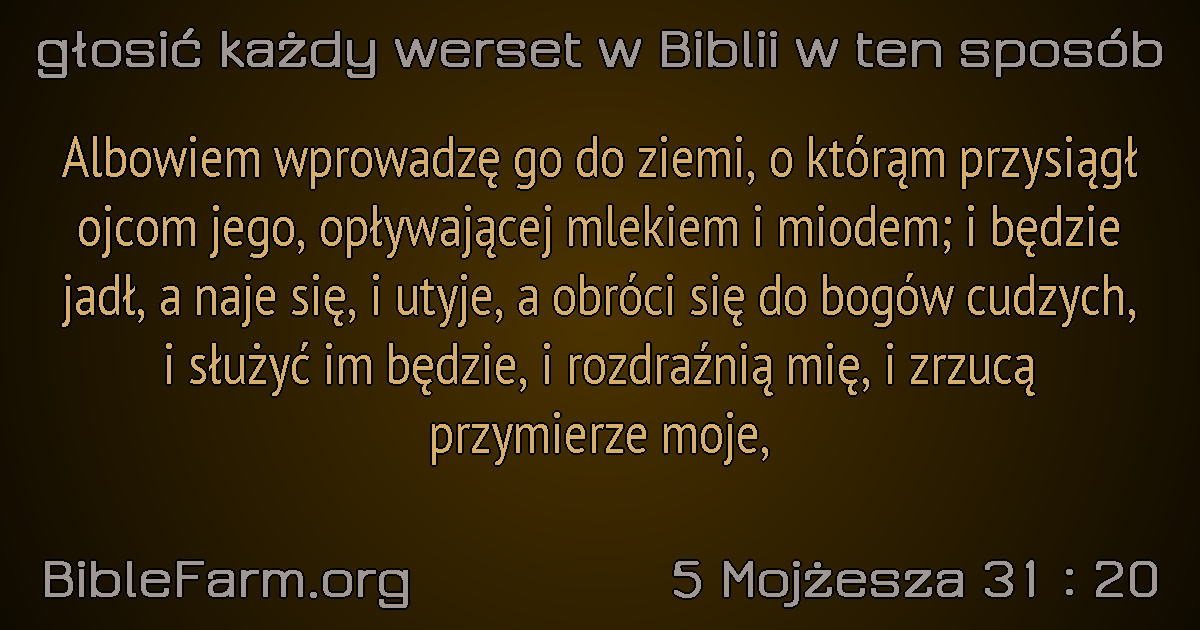 głosić każdy werset w Biblii w ten sposób
Albowiem wprowadzę go do ziemi, o którąm przysiągł
ojcom jego, opływającej mlekiem i miodem; i będzie
jadł, a naje się, i utyje, a obróci się do bogów cudzych,
i służyć im będzie, i rozdraźnią mię, i zrzucą
przymierze moje,
BibleFarm.org
5 Mojżesza 31 : 20